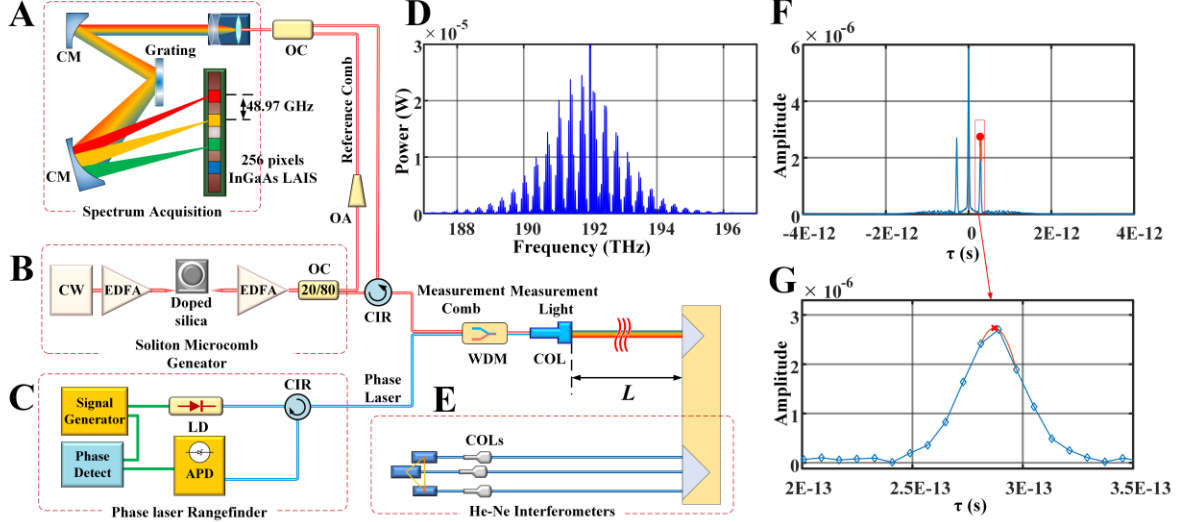 A
CM
Grating
OC
48.97 GHz
256 pixels
InGaAs LAIS
CM
Spectrum Acquisition
Reference Comb
OA
B
CW
EDFA
Doped
silica
EDFA
OC
20/80
CIR
Soliton Microcomb
Geneator
Measurement
Comb
Measurement
Light
WDM
COL
L
C
Signal
Generator
LD
CIR
Phase
Laser
Phase
Detect
APD
Phase laser Rangefinder
E
COLs
He-Ne Interferometers
D
× 10⁻⁵
3
2
1
0
Power (W)
188 190 192 194 196
Frequency (THz)
F
× 10⁻⁶
6
4
2
0
Amplitude
-4E-12 -2E-12 0 2E-12 4E-12
τ (s)
G
× 10⁻⁶
3
2
1
0
Amplitude
2E-13 2.5E-13 3E-13 3.5E-13
τ (s)